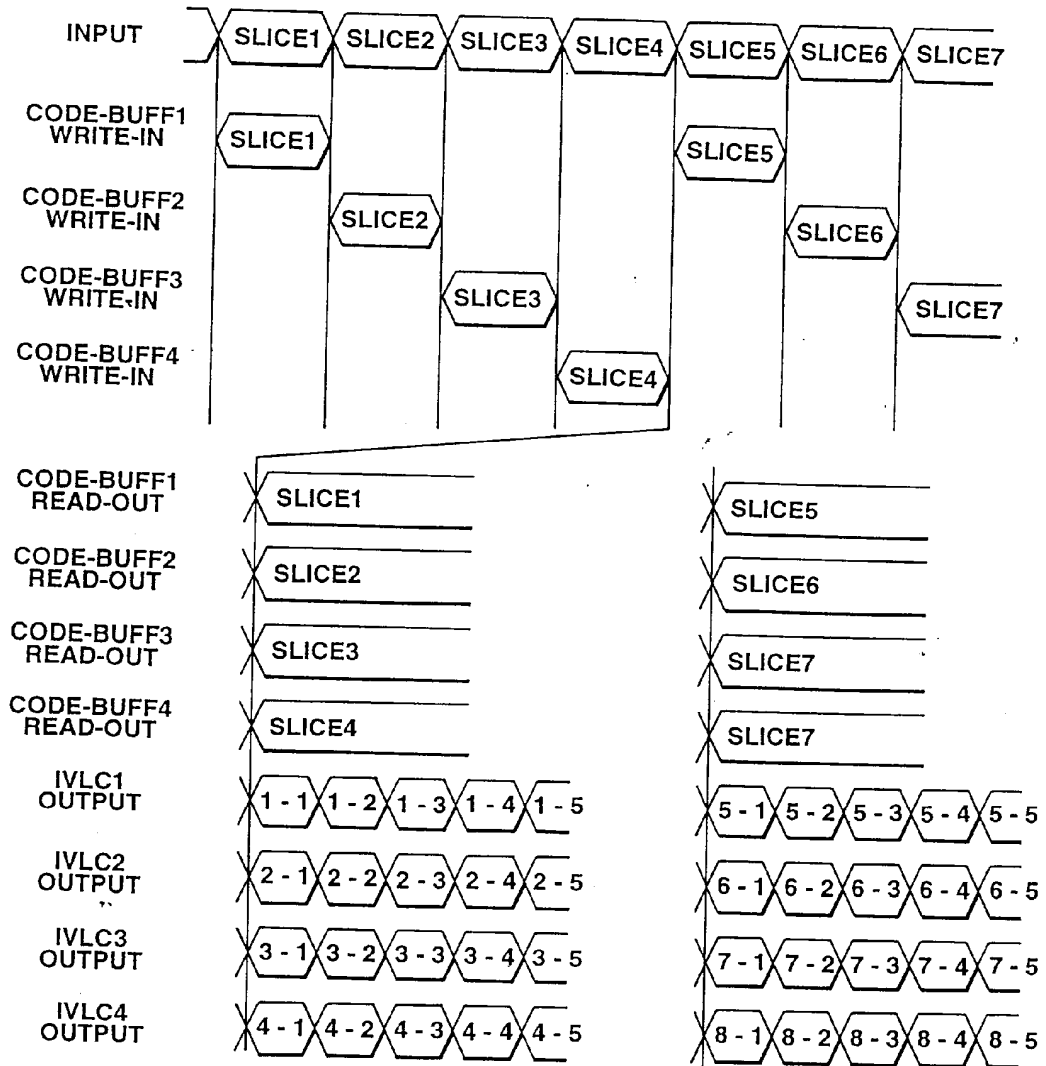 INPUT SLICE1 SLICE2 SLICE3 SLICE4 SLICE5 SLICE6 SLICE7
CODE-BUFF1
WRITE-IN
SLICE1 SLICE5
CODE-BUFF2
WRITE-IN
SLICE2 SLICE6
CODE-BUFF3
WRITE-IN
SLICE3 SLICE7
CODE-BUFF4
WRITE-IN
SLICE4
CODE-BUFF1
READ-OUT
SLICE1 SLICE5
CODE-BUFF2
READ-OUT
SLICE2 SLICE6
CODE-BUFF3
READ-OUT
SLICE3 SLICE7
CODE-BUFF4
READ-OUT
SLICE4 SLICE7
IVLC1
OUTPUT
1 - 1 1 - 2 1 - 3 1 - 4 1 - 5 5 - 1 5 - 2 5 - 3 5 - 4 5 - 5
IVLC2
OUTPUT
2 - 1 2 - 2 2 - 3 2 - 4 2 - 5 6 - 1 6 - 2 6 - 3 6 - 4 6 - 5
IVLC3
OUTPUT
3 - 1 3 - 2 3 - 3 3 - 4 3 - 5 7 - 1 7 - 2 7 - 3 7 - 4 7 - 5
IVLC4
OUTPUT
4 - 1 4 - 2 4 - 3 4 - 4 4 - 5 8 - 1 8 - 2 8 - 3 8 - 4 8 - 5